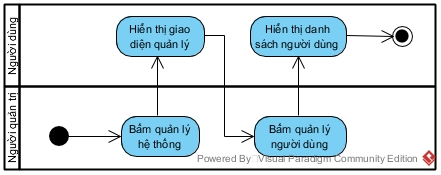 Người dùng
Hiển thị giao
diện quản lý
Hiển thị danh
sách người dùng
Người quản trị
Bấm quản lý
hệ thống
Bấm quản lý
người dùng
Powered By Visual Paradigm Community Edition